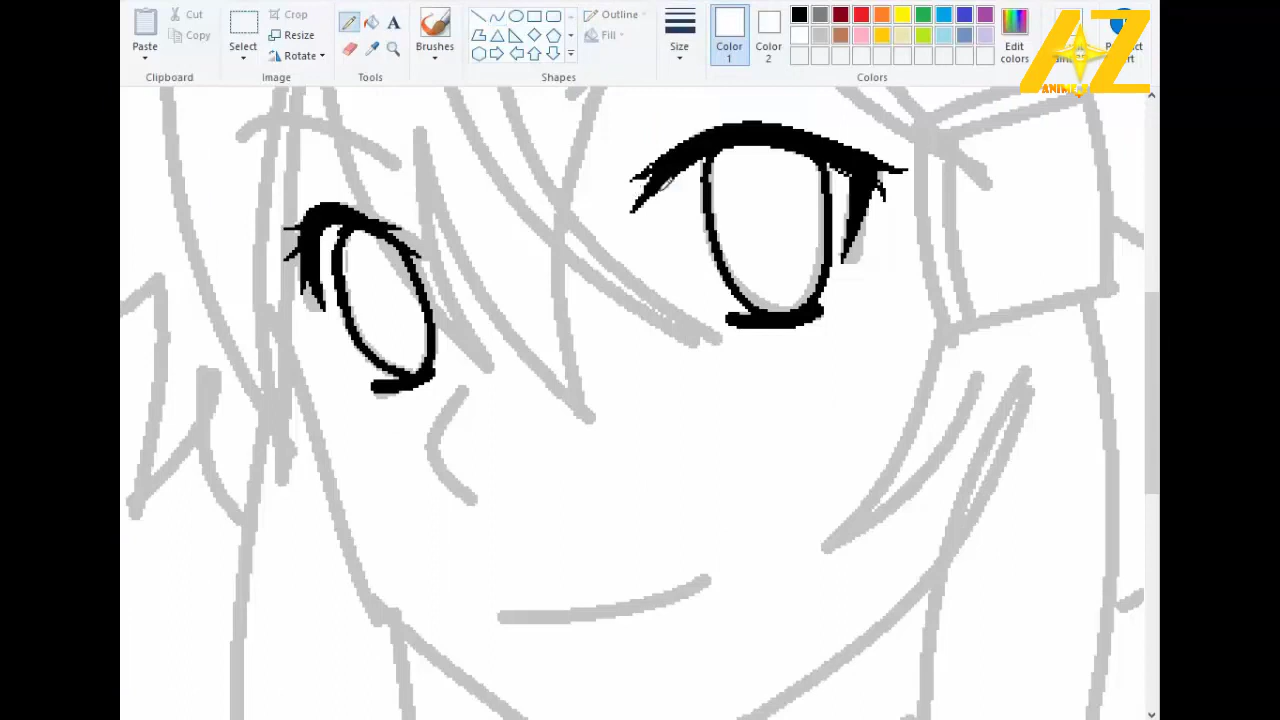 Paste
Cut
Copy
Clipboard
Select
Crop
Resize
Rotate
Image
A
Tools
Brushes
Outline
Fill
Shapes
Size
Color
1
Color
2
Edit
colors
Colors
AZ
ANIME